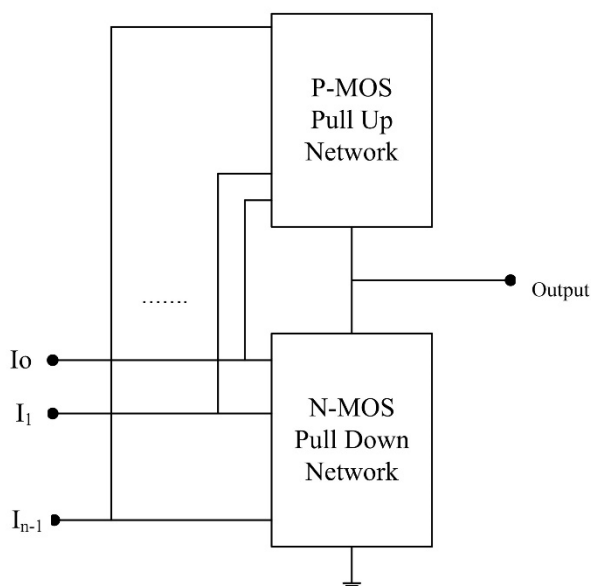 P-MOS
Pull Up
Network
.......
Output
Io
I₁
Iₙ₋₁
N-MOS
Pull Down
Network